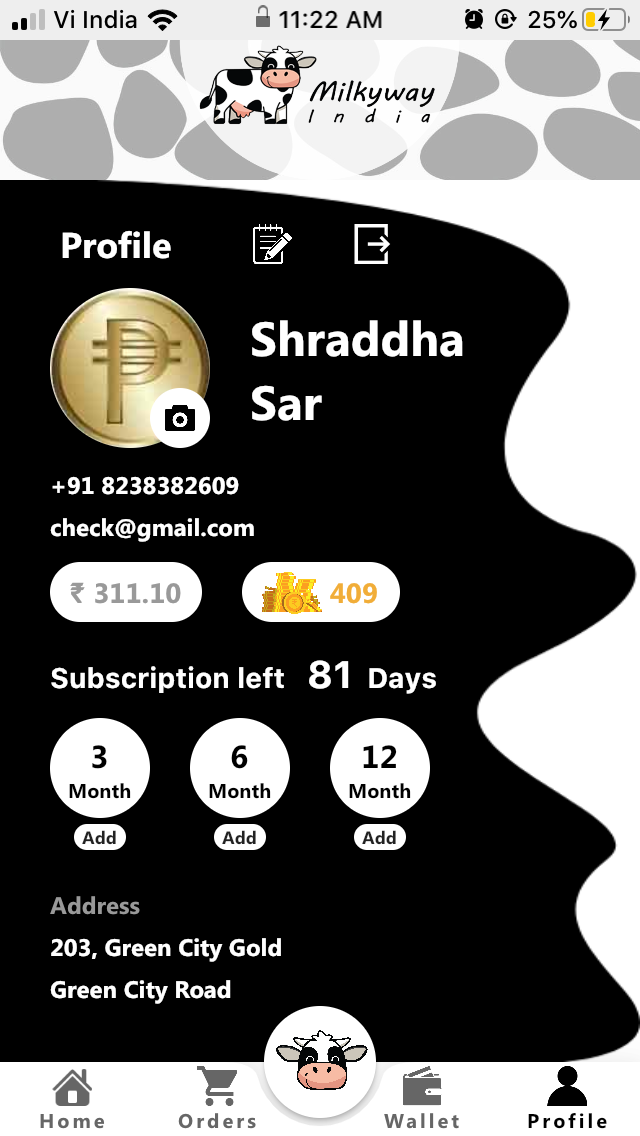 Vi India 11:22 AM 25%
Milkyway
India
Profile
Shraddha
Sar
+91 8238382609
check@gmail.com
₹ 311.10 409
Subscription left 81 Days
3 6 12
Month Month Month
Add Add Add
Address
203, Green City Gold
Green City Road
Home Orders Wallet Profile